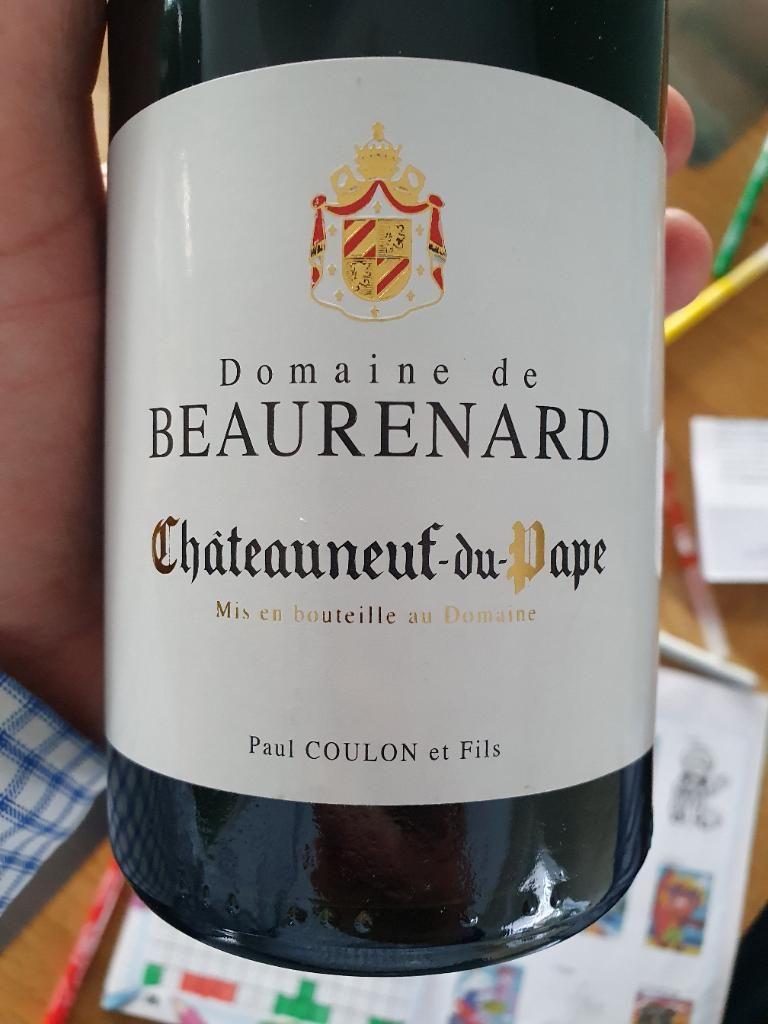 Domaine de
BEAURENARD
Châteauneuf-du-Pape
Mis en bouteille au Domaine
Paul COULON et Fils